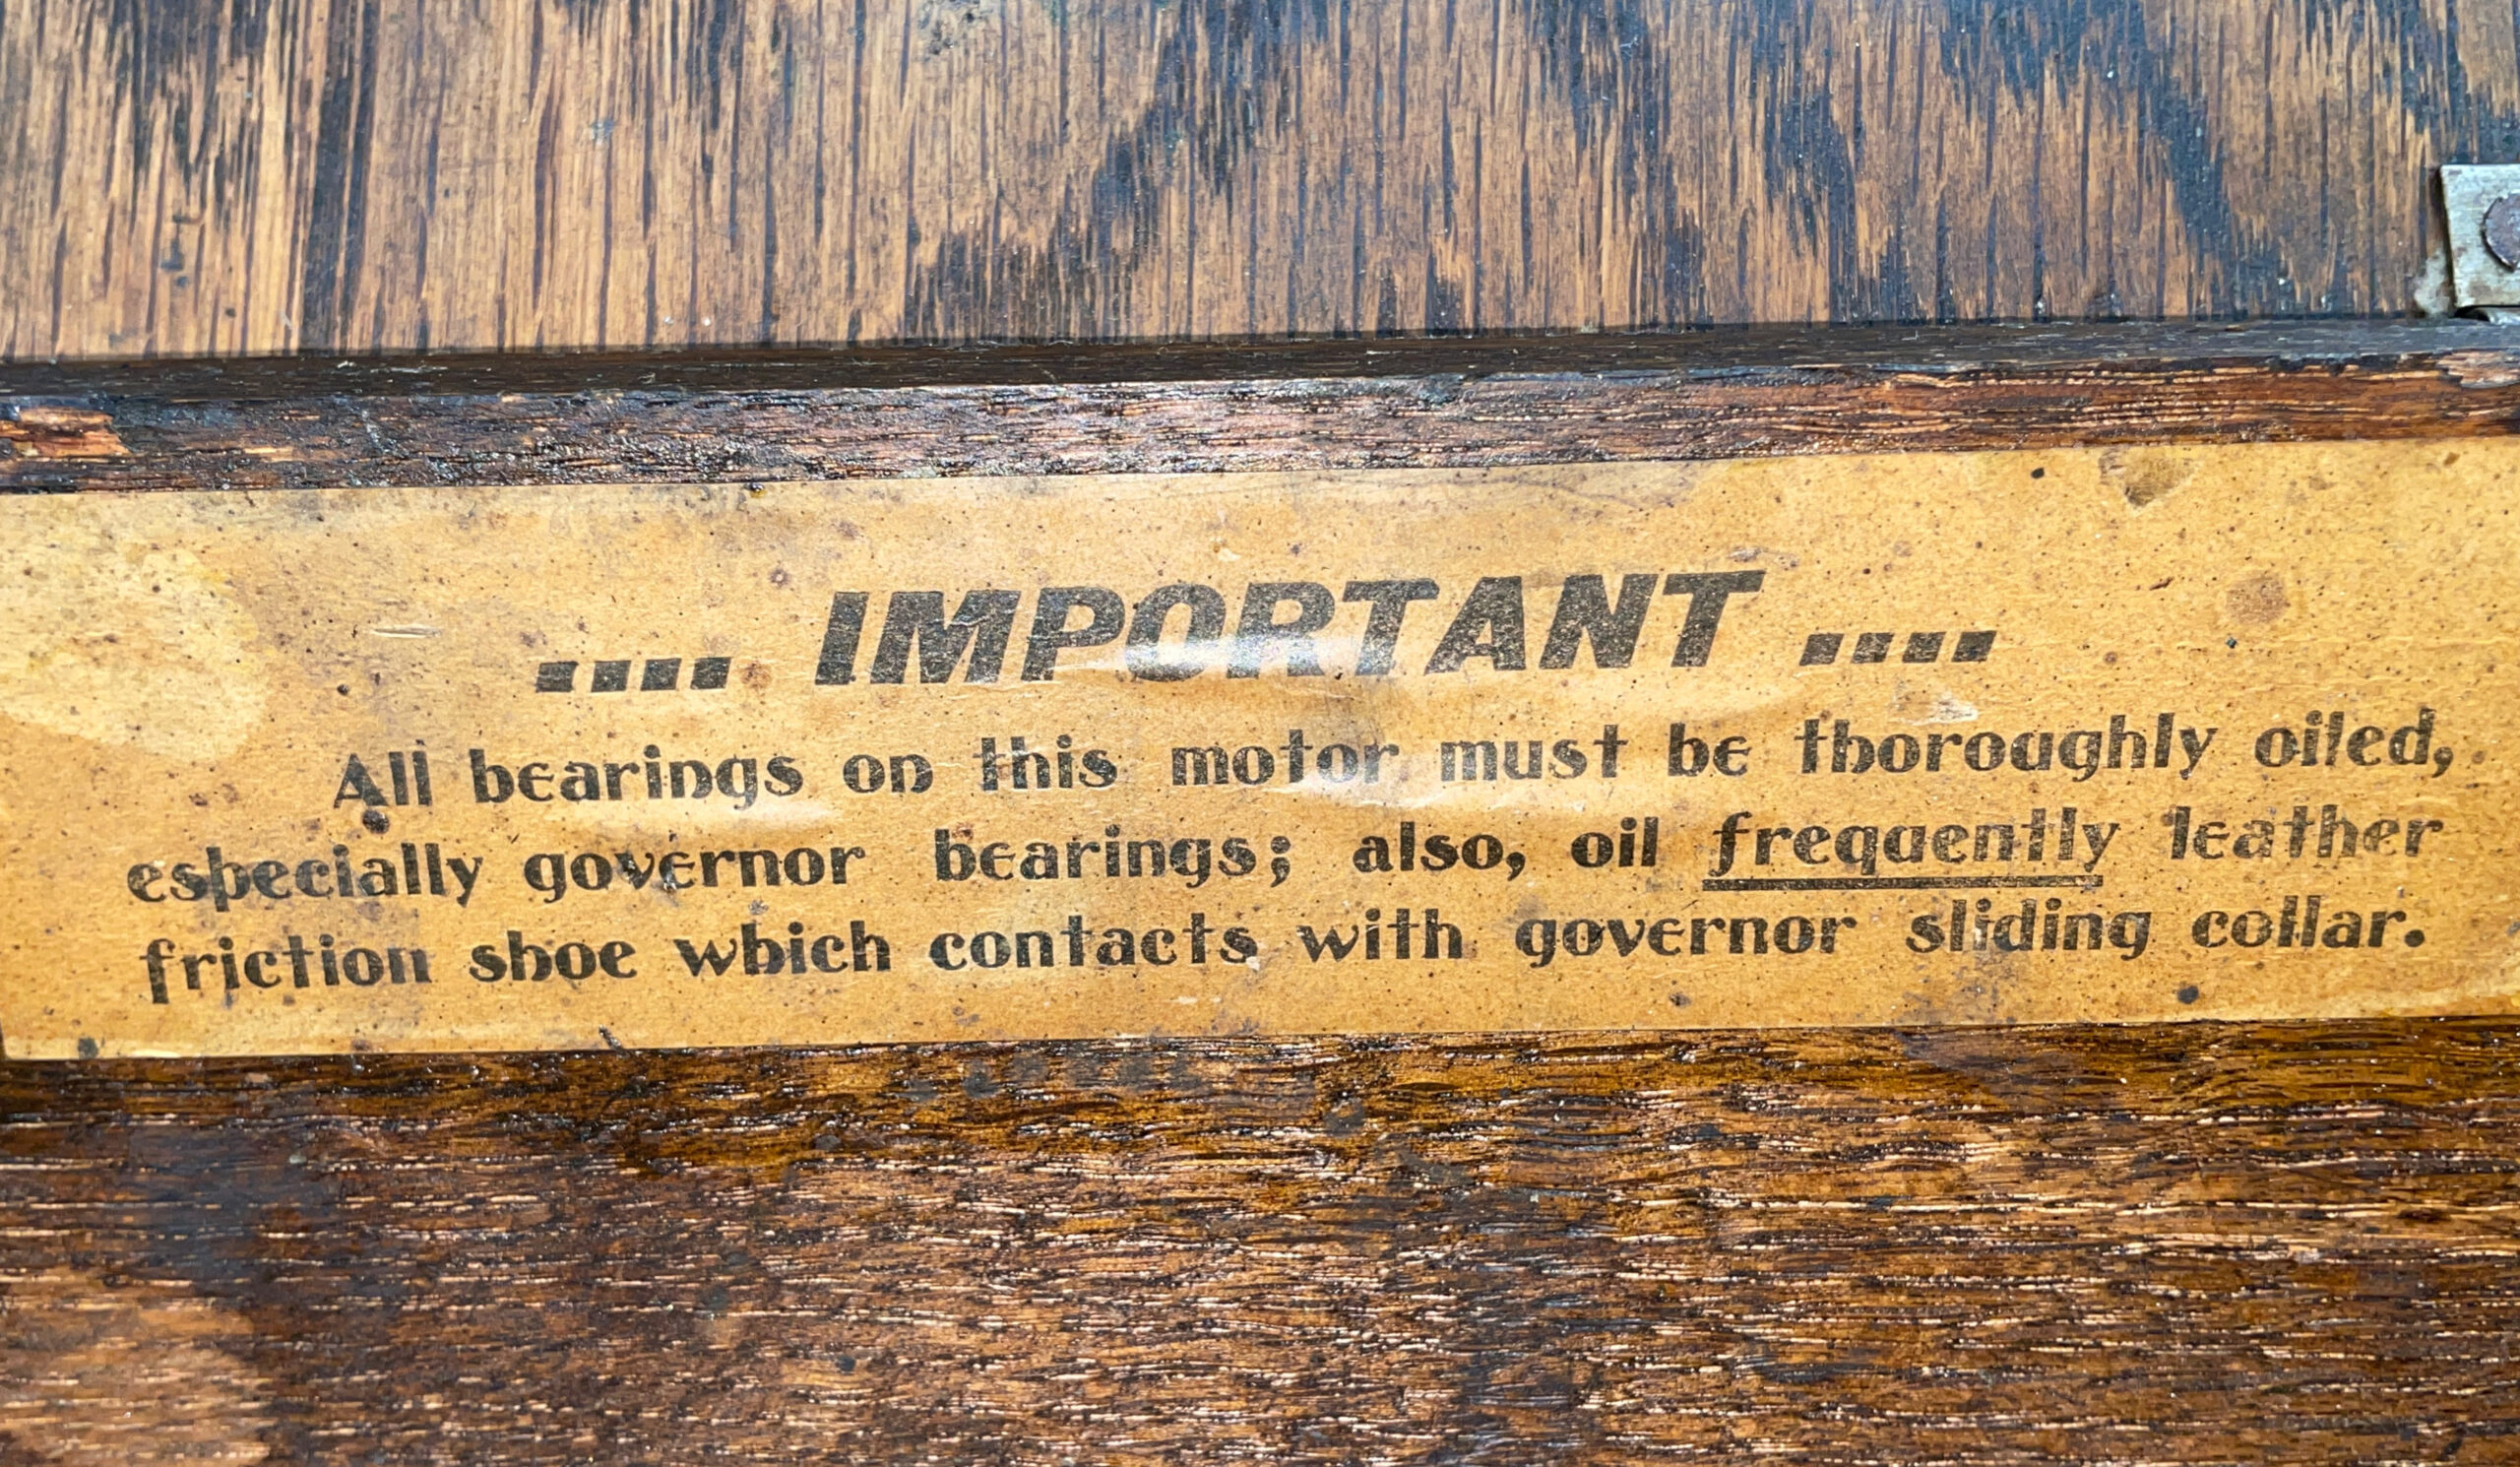 .... IMPORTANT ....
All bearings on this motor must be thoroughly oiled,
especially governor bearings; also, oil frequently leather
friction shoe which contacts with governor sliding collar.